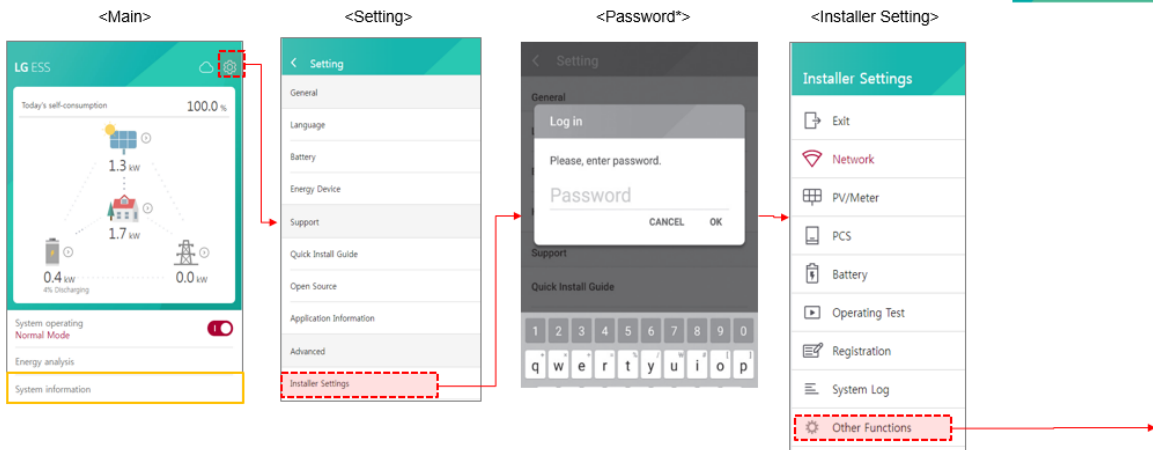 <Main>
<Setting>
<Password*>
<Installer Setting>
LG ESS
Today's self-consumption
100.0 %
1.3 kW
1.7 kW
0.4 kW
4% Discharging
0.0 kW
System operating
Normal Mode
Energy analysis
System information
Setting
General
Language
Battery
Energy Device
Support
Quick Install Guide
Open Source
Application Information
Advanced
Installer Settings
Setting
General
Log in
Please, enter password.
Password
CANCEL OK
Support
Quick Install Guide
1 2 3 4 5 6 7 8 9 0
q w e r t y u i o p
Installer Settings
Exit
Network
PV/Meter
PCS
Battery
Operating Test
Registration
System Log
Other Functions